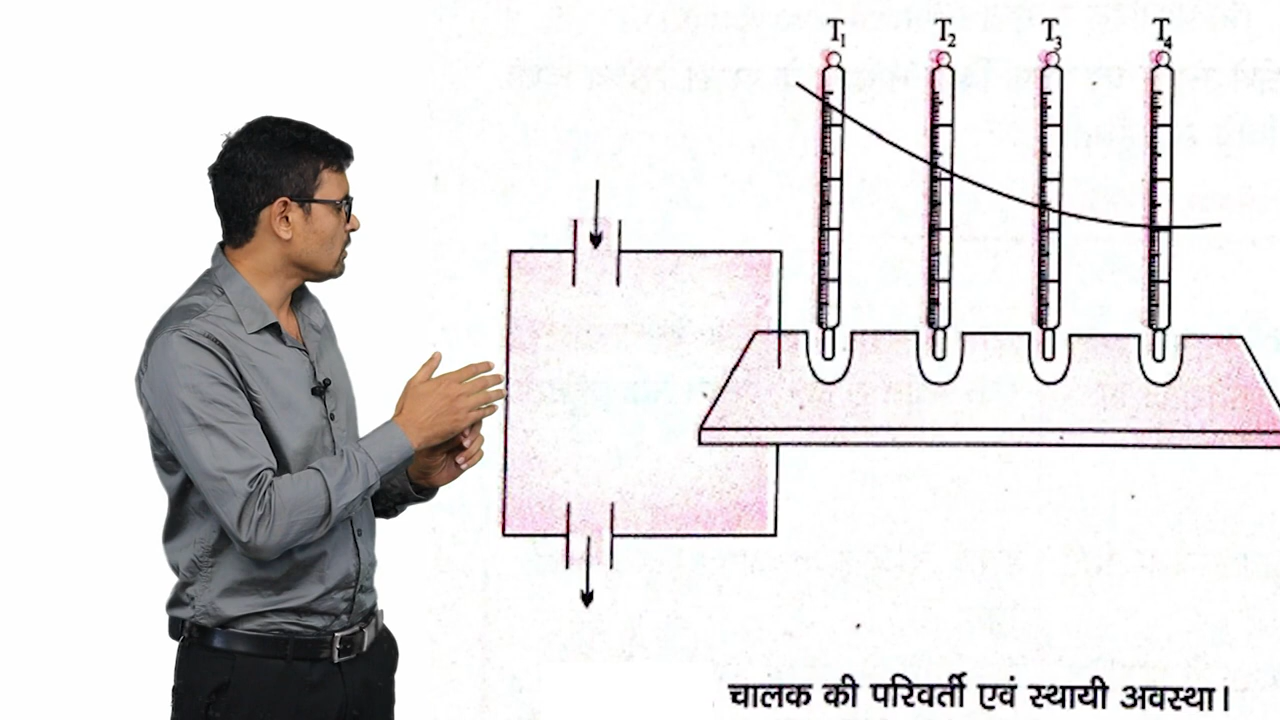 T₁ T₂ T₃ T₄
चालक की परिवर्ती एवं स्थायी अवस्था।